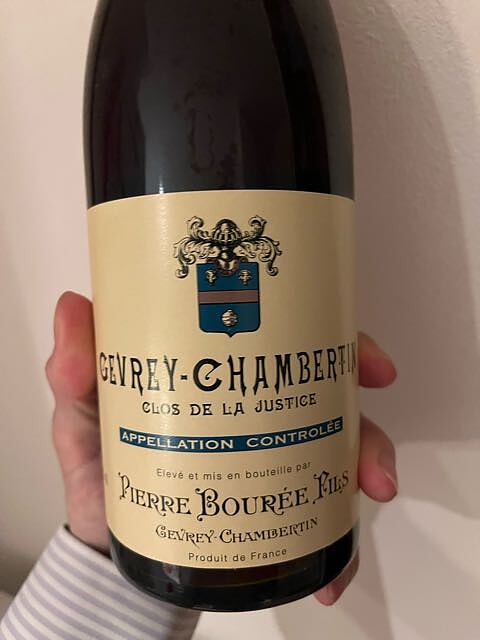 GEVREY-CHAMBERTIN
CLOS DE LA JUSTICE
APPELLATION CONTROLÉE
Elevé et mis en bouteille par
PIERRE BOURÉE FILS
GEVREY-CHAMBERTIN
Produit de France